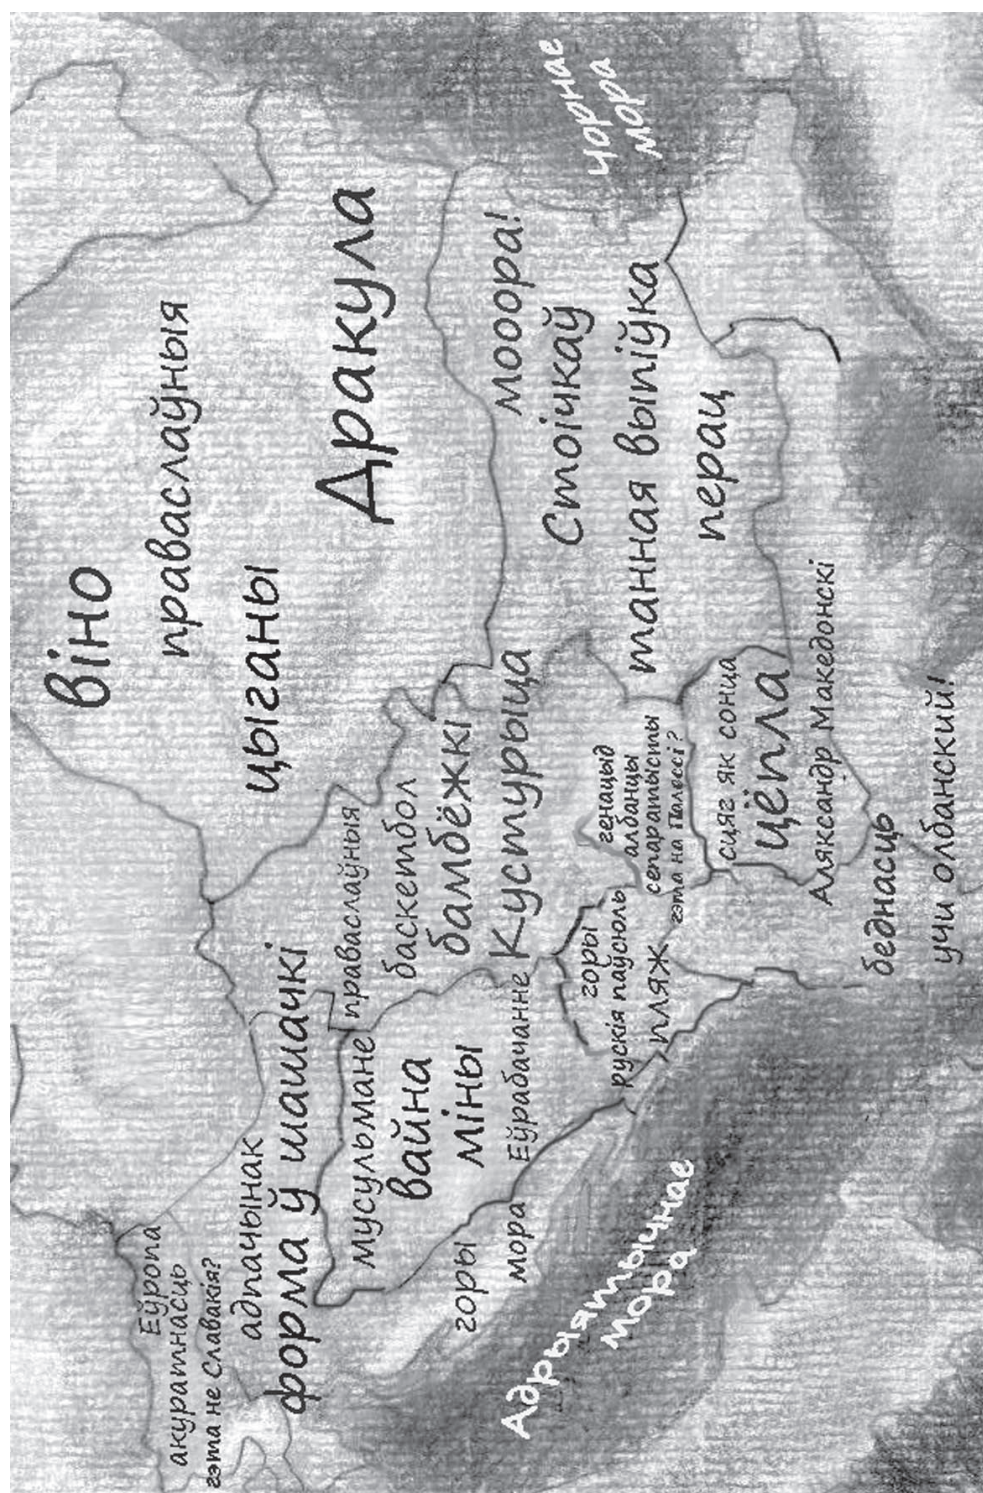 Еўропа
акуратнасць
гэта не Славакія?
адпачынак
форма ў шашачкі
горы
мора
мусульмане
вайна
міны
Еўрабачанне
Адрыятычнае
мора
праваслаўныя
баскетбол
бамбёжкі
Кустурыца
горы
рускія паўсюль
пляж
генацыд
албанцы
сепаратысты
гэта на Палессі?
сцяг як сонца
цёпла
Аляксандр Македонскі
беднасць
учи олбанский!
віно
праваслаўныя
цыганы
Дракула
мооора!
Стоічкаў
танная выпіўка
перац
Чорнае
мора